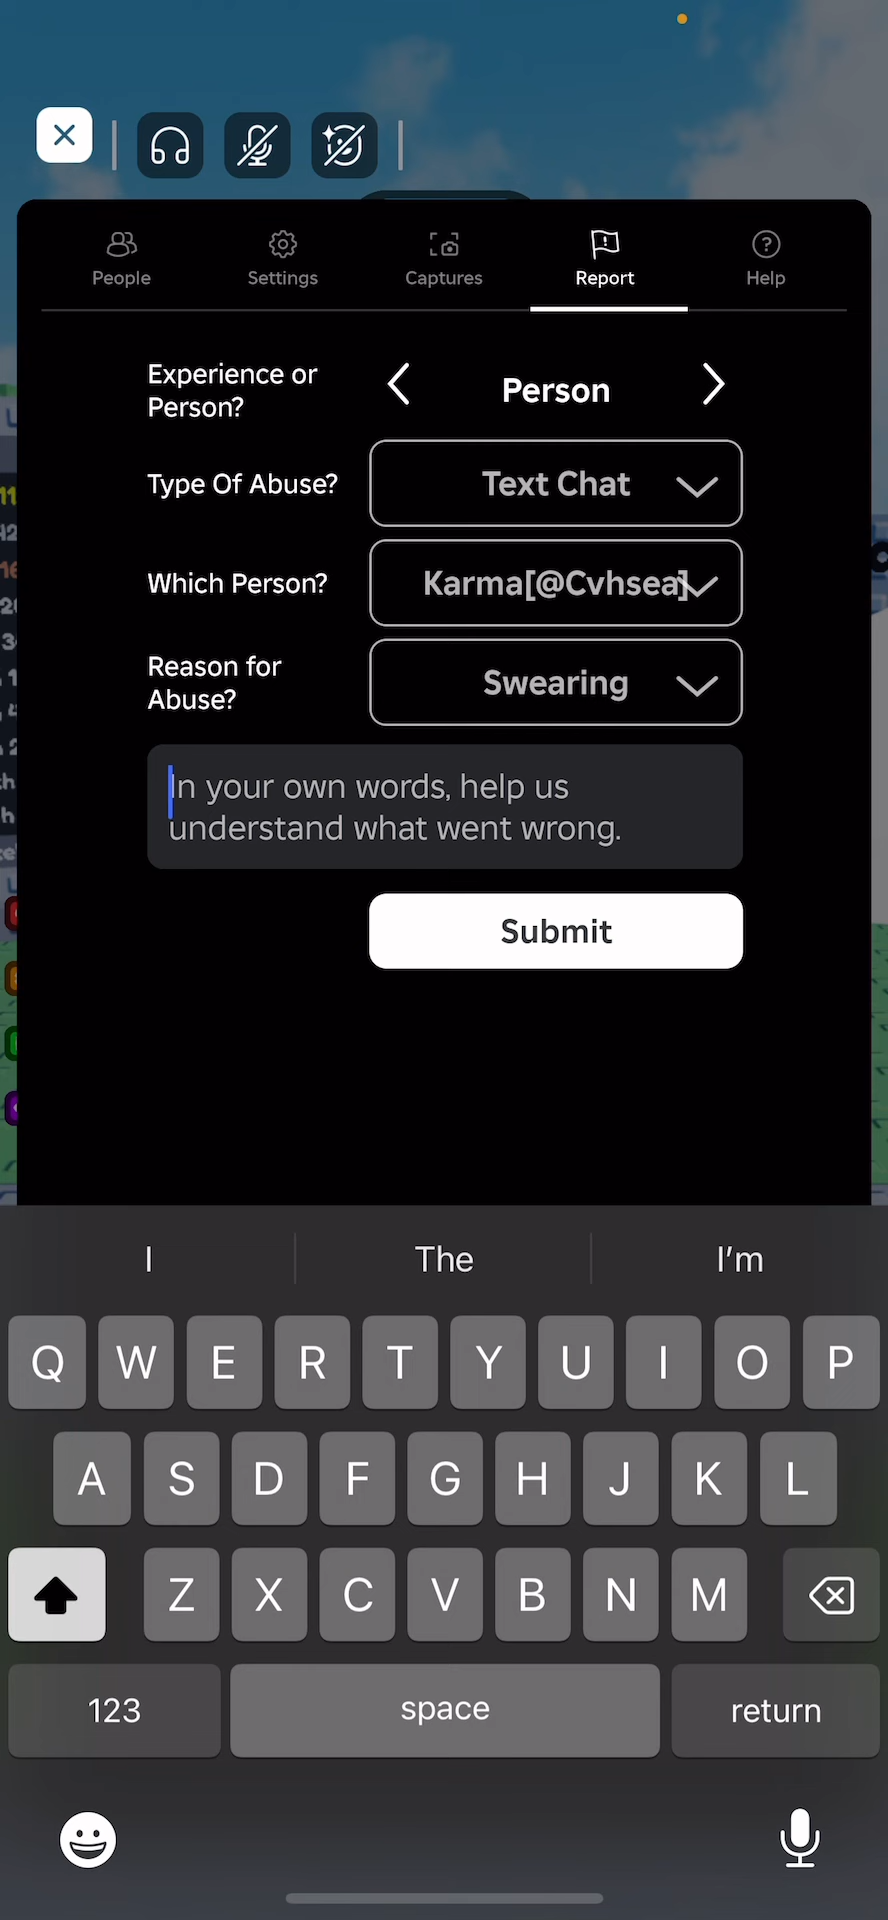 People Settings Captures Report Help
Experience or
Person?
Person
Type Of Abuse?
Text Chat
Which Person?
Karma[@Cvhsea]
Reason for
Abuse?
Swearing
In your own words, help us
understand what went wrong.
Submit
I The I'm
Q W E R T Y U I O P
A S D F G H J K L
Z X C V B N M
123 space return